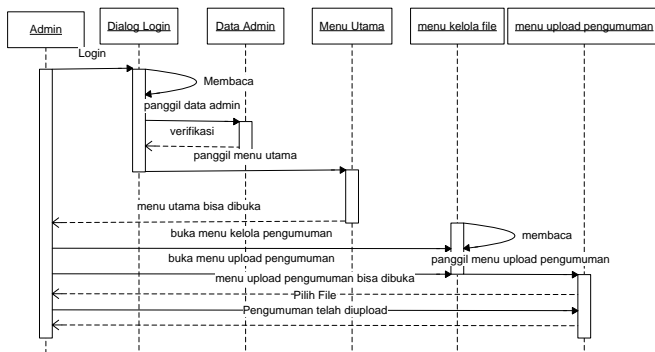 Admin
Dialog Login
Data Admin
Menu Utama
menu kelola file
menu upload pengumuman
Login
Membaca
panggil data admin
verifikasi
panggil menu utama
menu utama bisa dibuka
buka menu kelola pengumuman
membaca
buka menu upload pengumuman
panggil menu upload pengumuman
menu upload pengumuman bisa dibuka
Pilih File
Pengumuman telah diupload